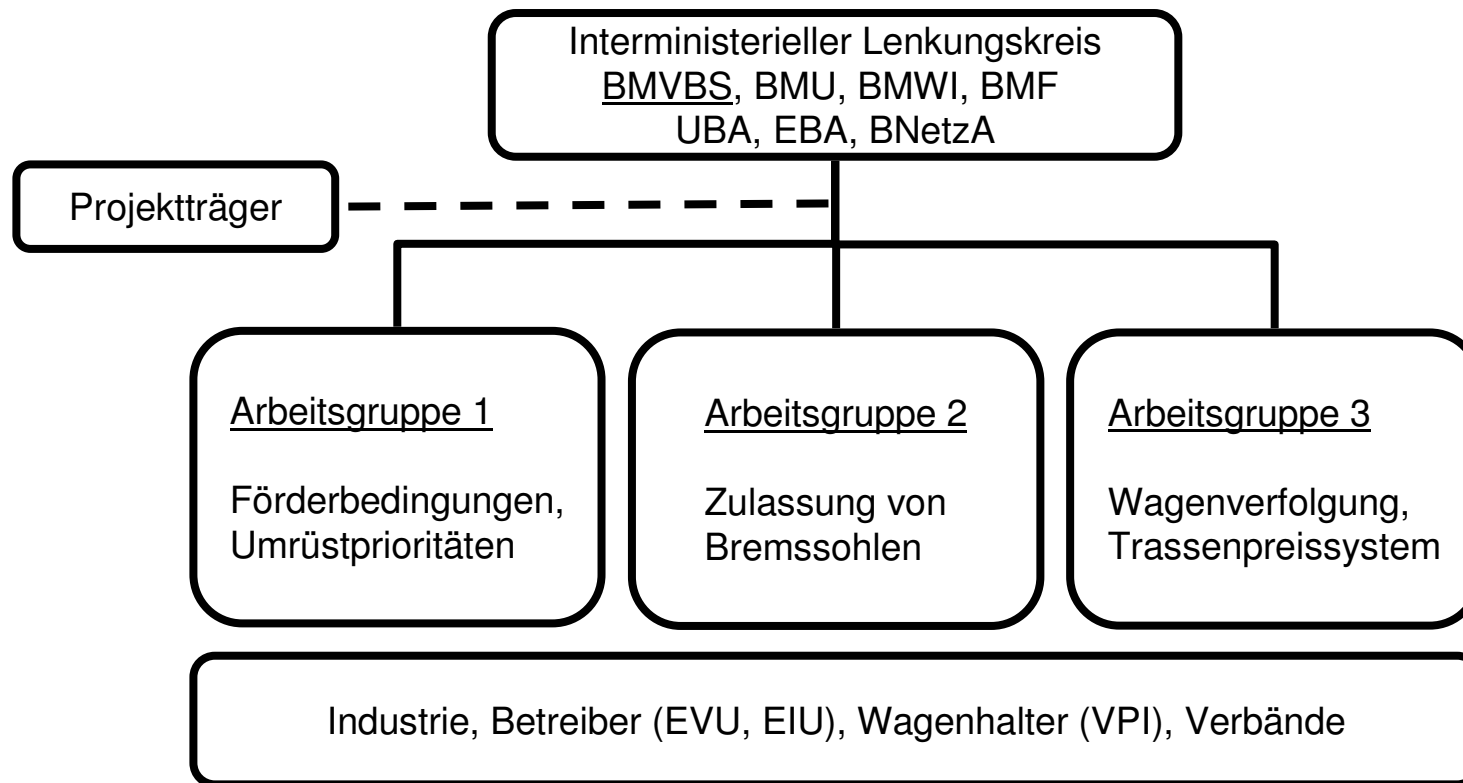 Interministerieller Lenkungskreis
BMVBS, BMU, BMWI, BMF
UBA, EBA, BNetzA
Projektträger
Arbeitsgruppe 1
Förderbedingungen,
Umrüstprioritäten
Arbeitsgruppe 2
Zulassung von
Bremssohlen
Arbeitsgruppe 3
Wagenverfolgung,
Trassenpreissystem
Industrie, Betreiber (EVU, EIU), Wagenhalter (VPI), Verbände